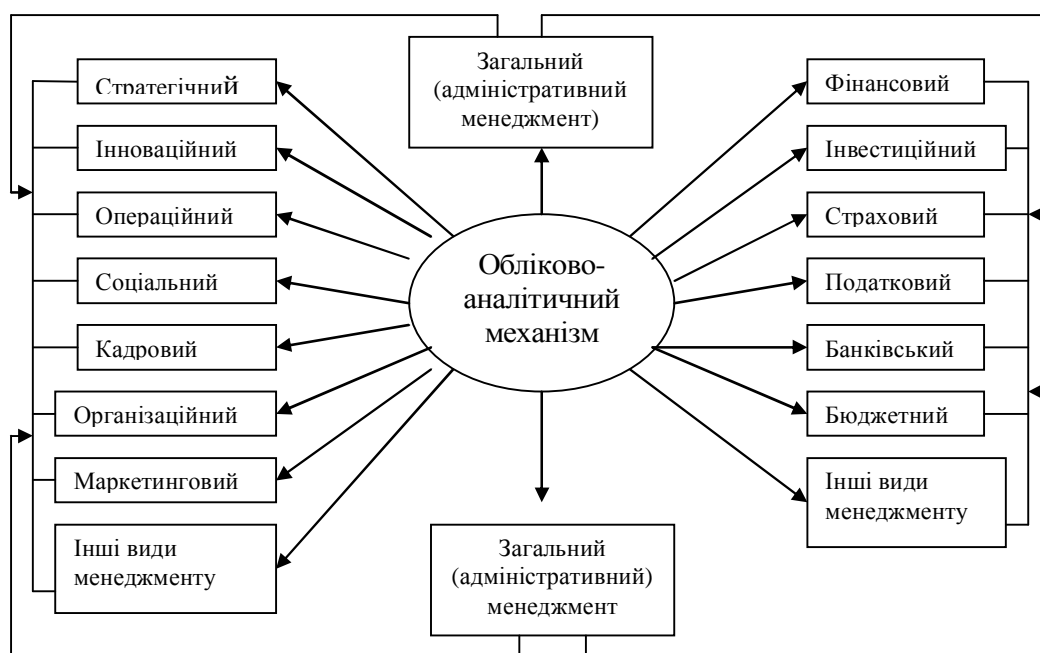 Загальний
(адміністративний
менеджмент)
Стратегічний
Інноваційний
Операційний
Соціальний
Кадровий
Організаційний
Маркетинговий
Інші види
менеджменту
Обліково-
аналітичний
механізм
Фінансовий
Інвестиційний
Страховий
Податковий
Банківський
Бюджетний
Інші види
менеджменту
Загальний
(адміністративний)
менеджмент